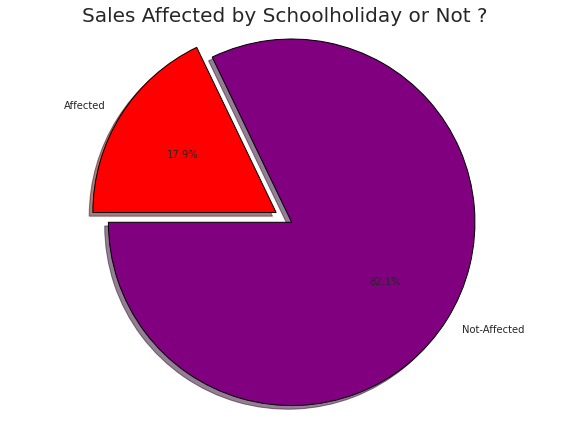 Sales Affected by Schoolholiday or Not ?
Affected
17.9%
82.1%
Not-Affected